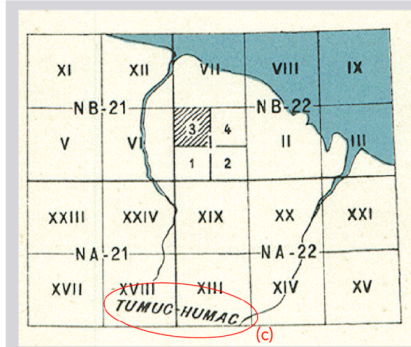 XI XII VII VIII IX
NB-21 NB-22
3 4
V VI II III
1 2
XXIII XXIV XIX XX XXI
NA-21 NA-22
XVII XVIII XIII XIV XV
TUMUC-HUMAC
(c)